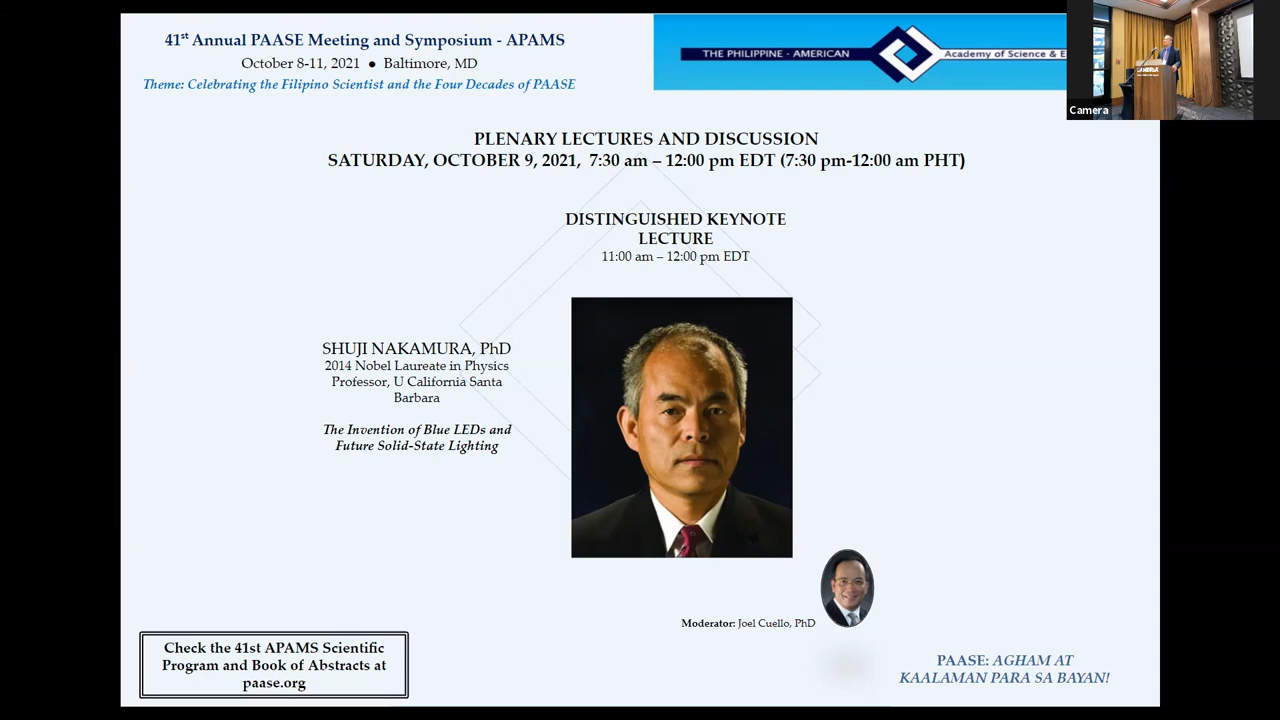 41st Annual PAASE Meeting and Symposium - APAMS
October 8-11, 2021 ● Baltimore, MD
Theme: Celebrating the Filipino Scientist and the Four Decades of PAASE
THE PHILIPPINE - AMERICAN
Academy of Science & E
Camera
PLENARY LECTURES AND DISCUSSION
SATURDAY, OCTOBER 9, 2021, 7:30 am – 12:00 pm EDT (7:30 pm-12:00 am PHT)
DISTINGUISHED KEYNOTE
LECTURE
11:00 am – 12:00 pm EDT
SHUJI NAKAMURA, PhD
2014 Nobel Laureate in Physics
Professor, U California Santa
Barbara
The Invention of Blue LEDs and
Future Solid-State Lighting
Moderator: Joel Cuello, PhD
Check the 41st APAMS Scientific
Program and Book of Abstracts at
paase.org
PAASE: AGHAM AT
KAALAMAN PARA SA BAYAN!